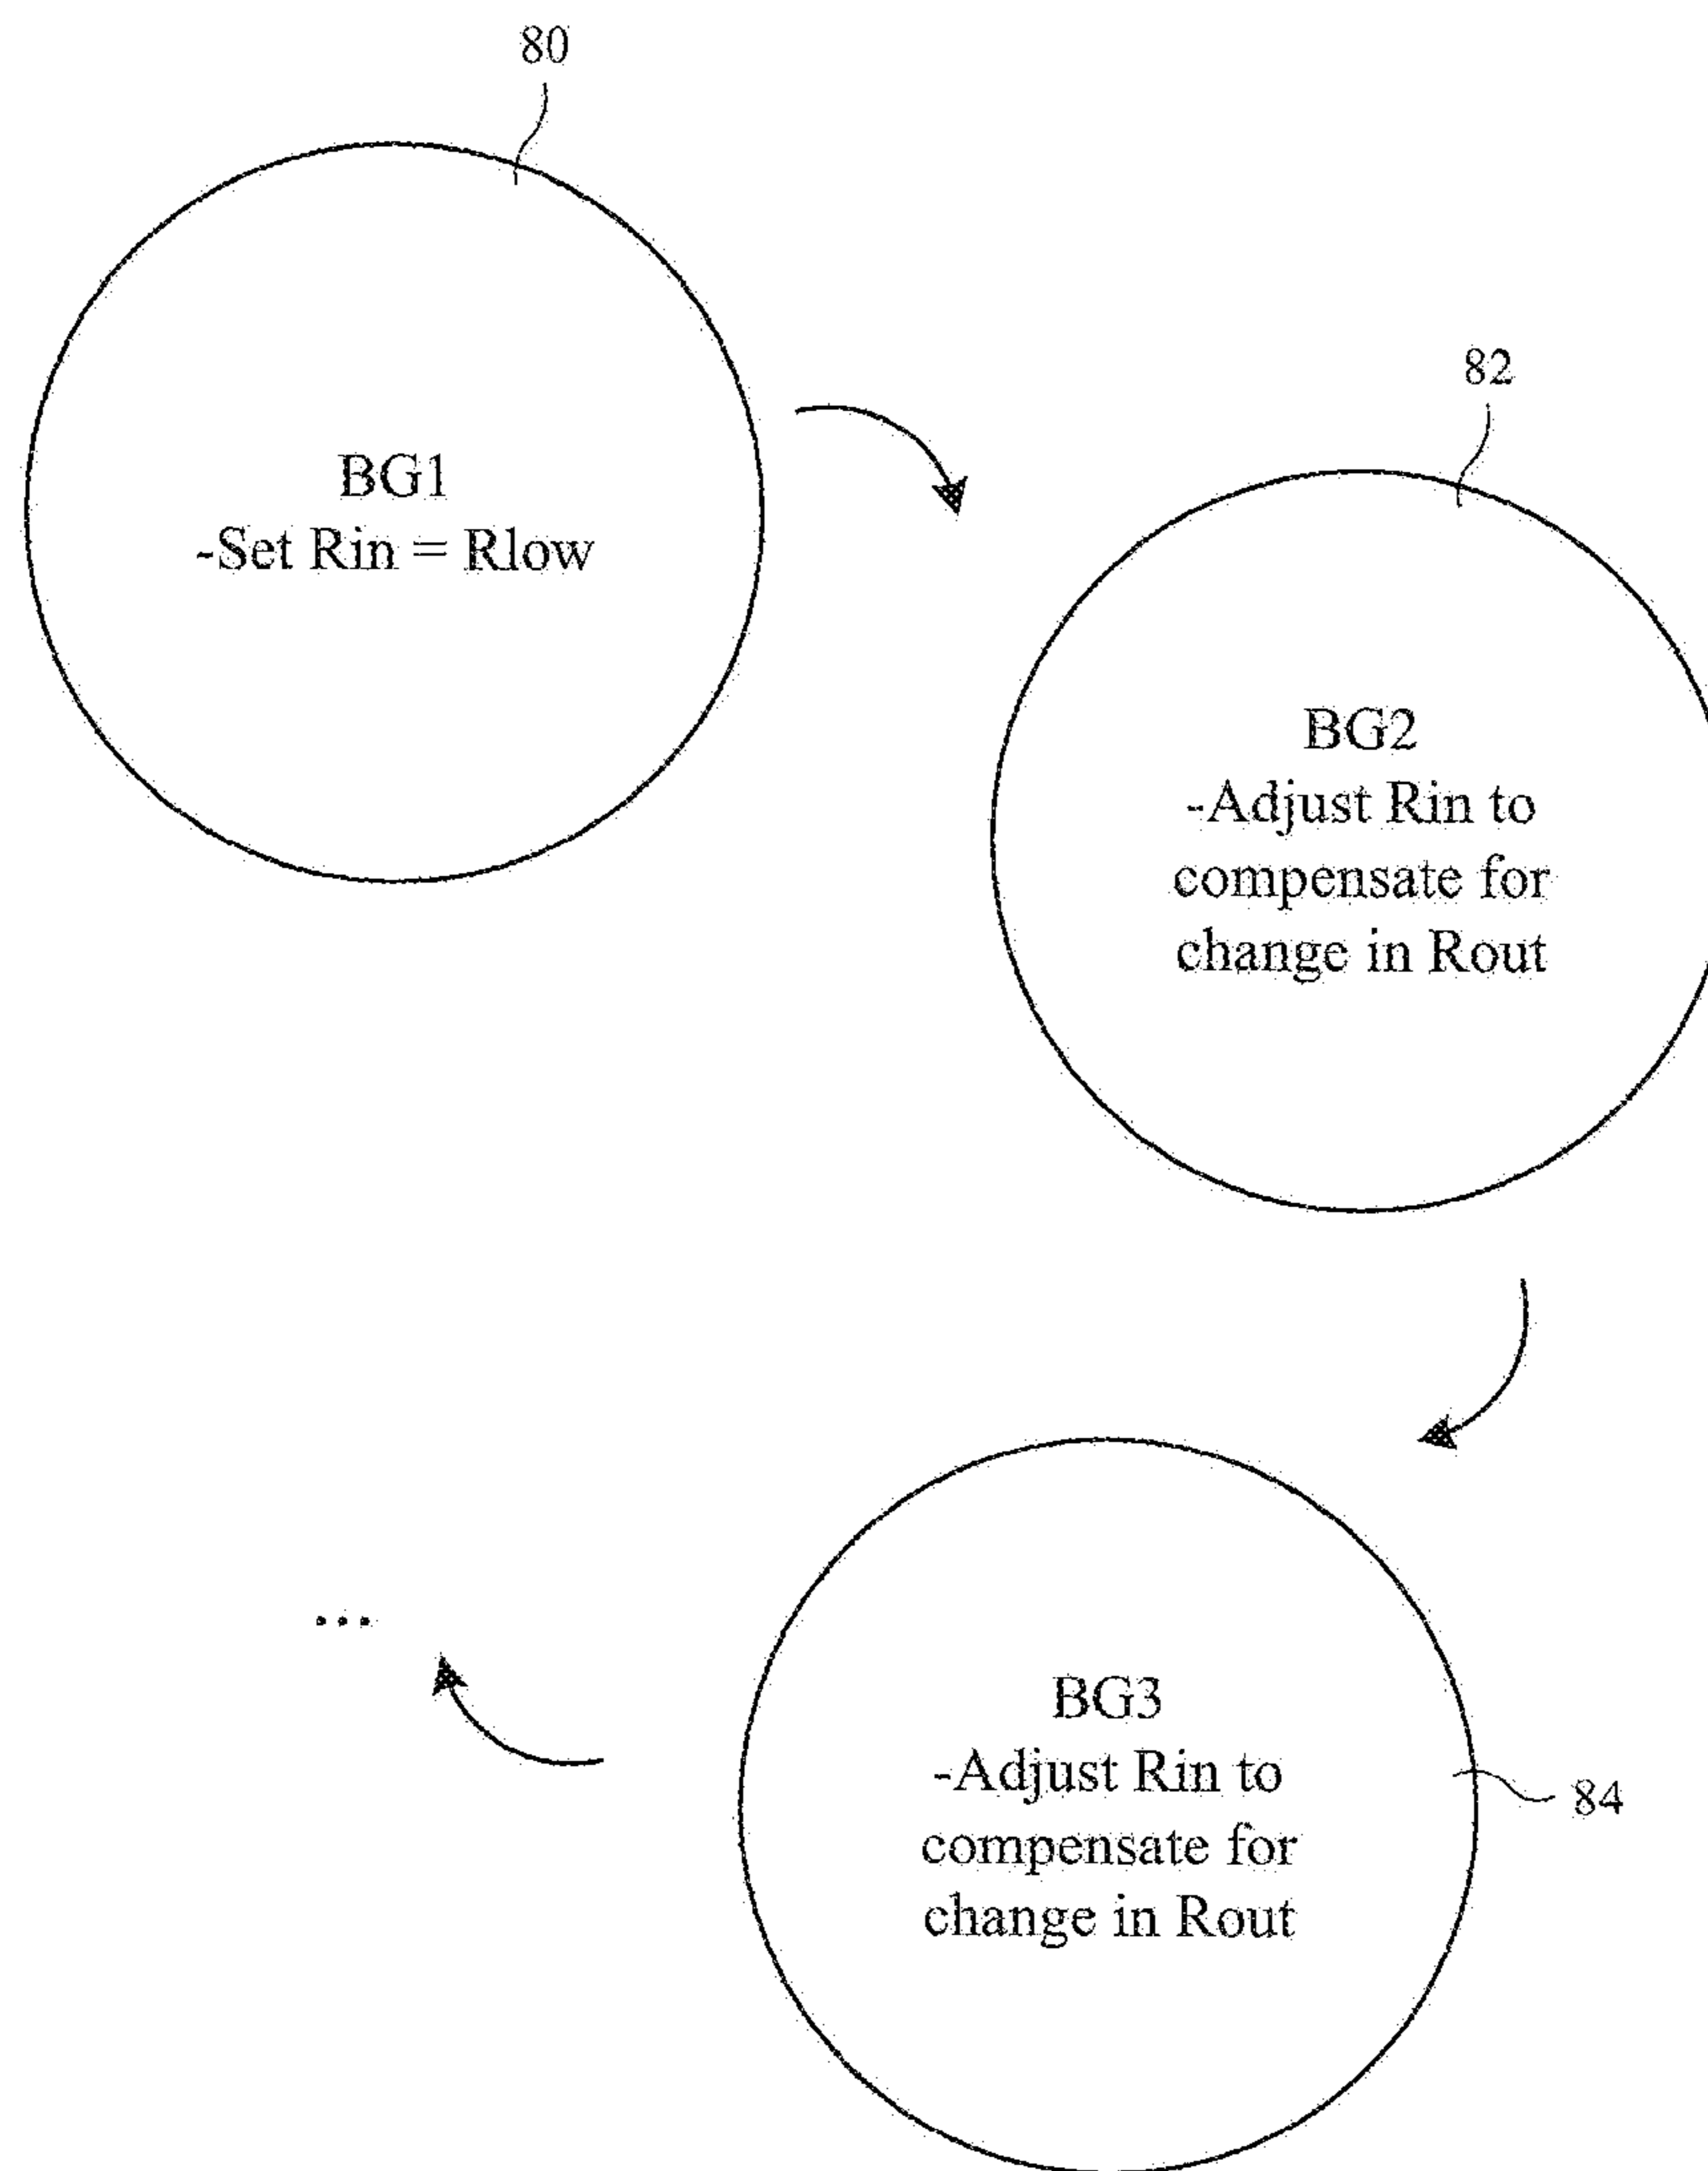 80
BG1
-Set Rin = Rlow
82
BG2
-Adjust Rin to
compensate for
change in Rout
BG3
-Adjust Rin to
compensate for
change in Rout
84
...